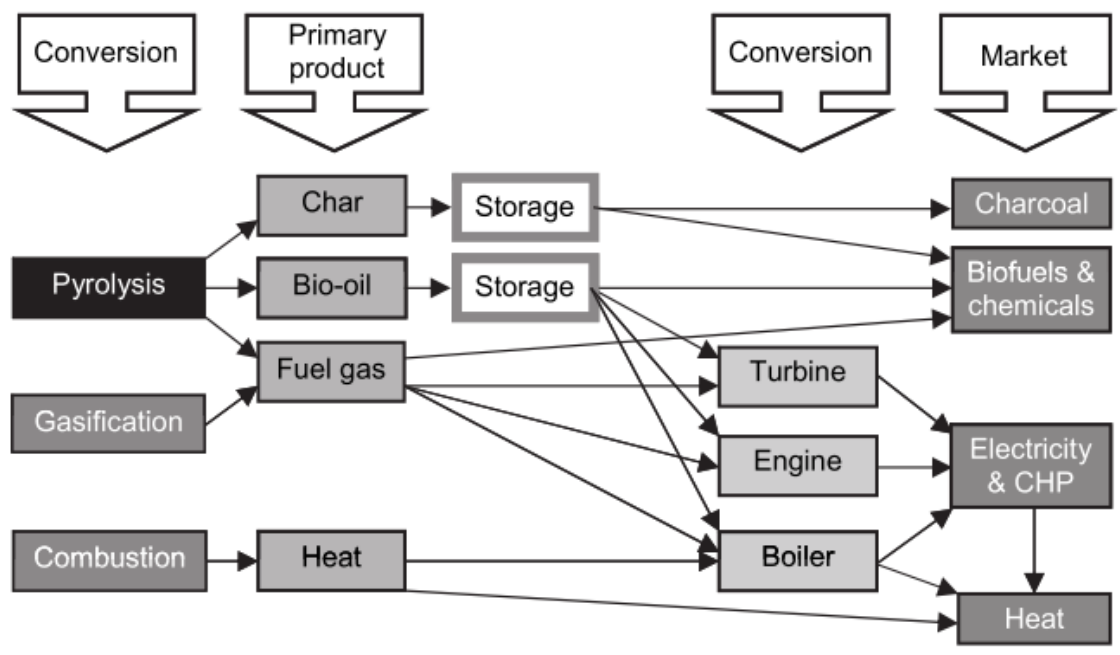 Conversion
Primary
product
Conversion
Market
Char
Storage
Charcoal
Pyrolysis
Bio-oil
Storage
Biofuels &
chemicals
Fuel gas
Turbine
Gasification
Engine
Electricity
& CHP
Combustion
Heat
Boiler
Heat